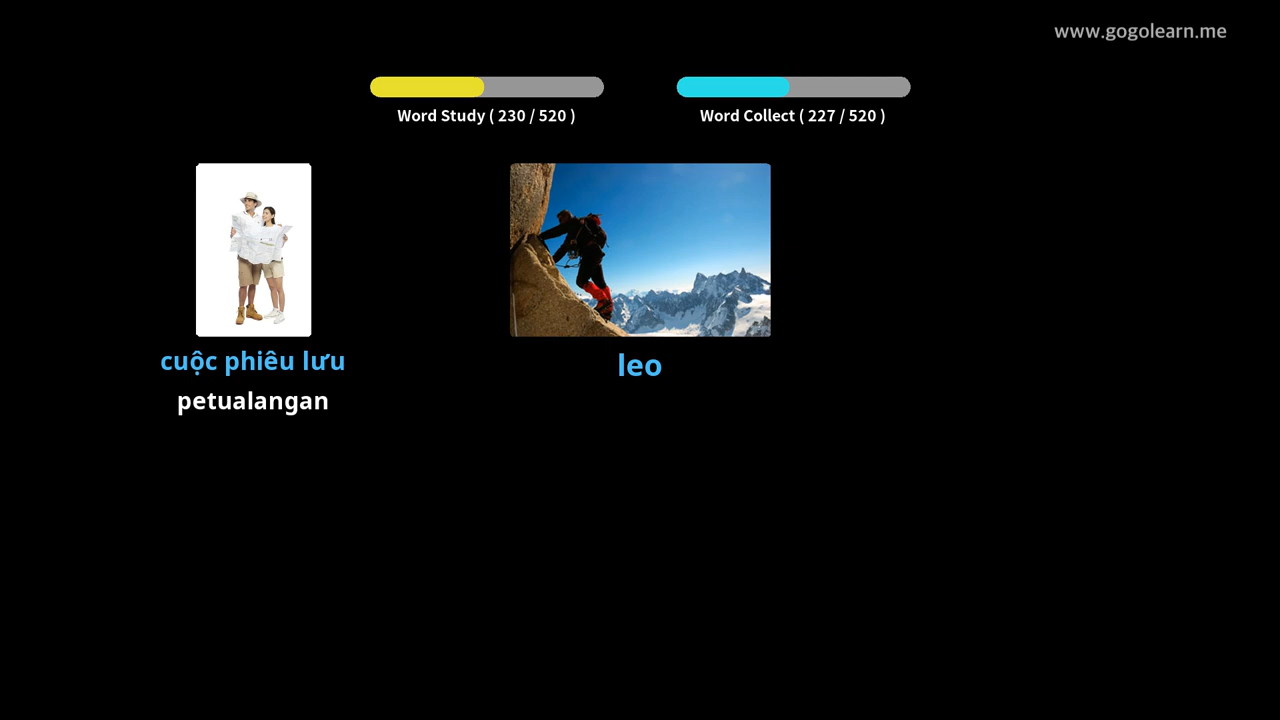 www.gogolearn.me
Word Study ( 230 / 520 )
Word Collect ( 227 / 520 )
cuộc phiêu lưu
petualangan
leo